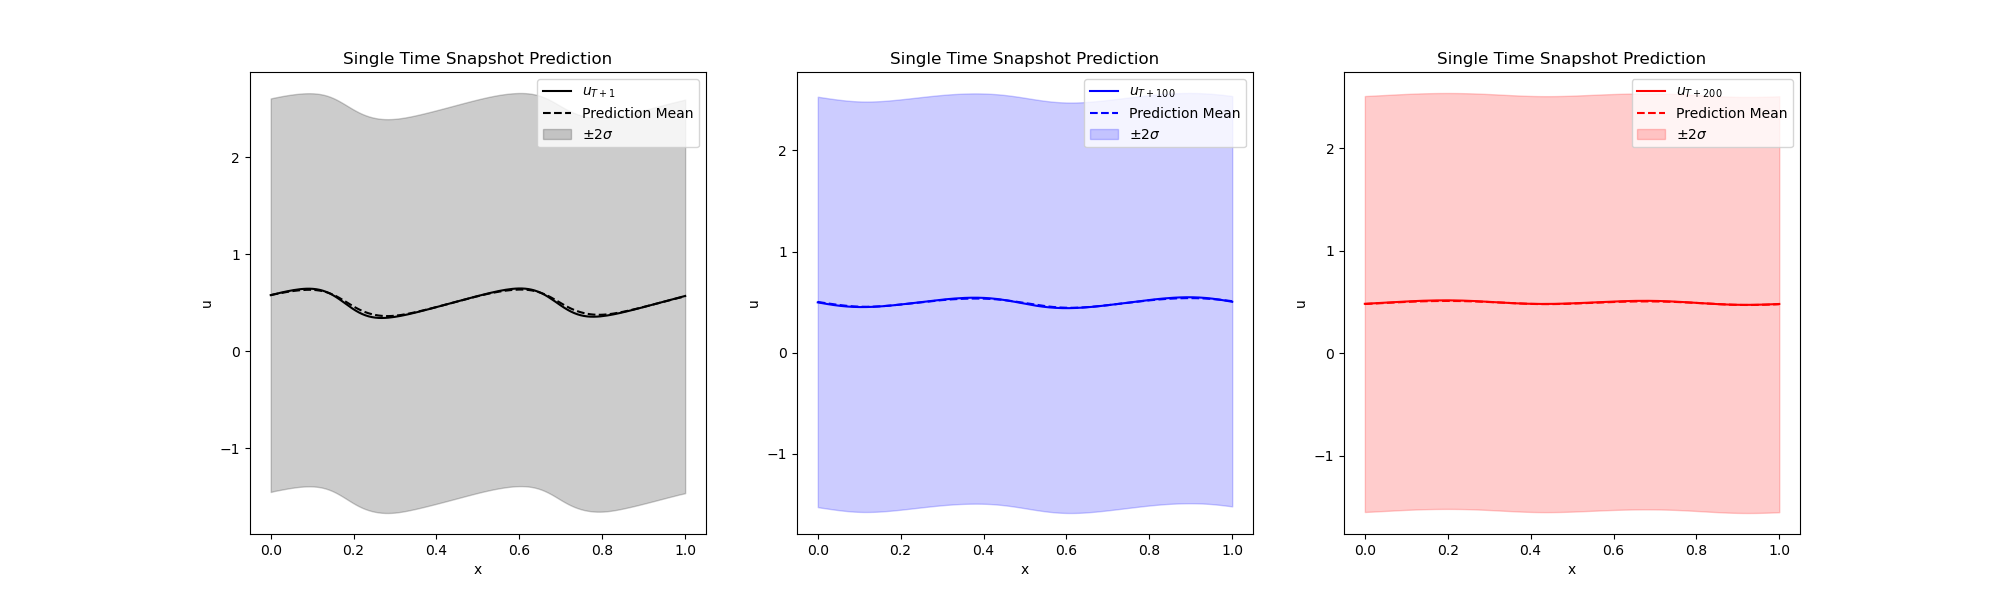 Single Time Snapshot Prediction
u_{T+1}
Prediction Mean
±2σ
2
1
0
−1
u
0.0 0.2 0.4 0.6 0.8 1.0
x
Single Time Snapshot Prediction
u_{T+100}
Prediction Mean
±2σ
2
1
0
−1
u
0.0 0.2 0.4 0.6 0.8 1.0
x
Single Time Snapshot Prediction
u_{T+200}
Prediction Mean
±2σ
2
1
0
−1
u
0.0 0.2 0.4 0.6 0.8 1.0
x